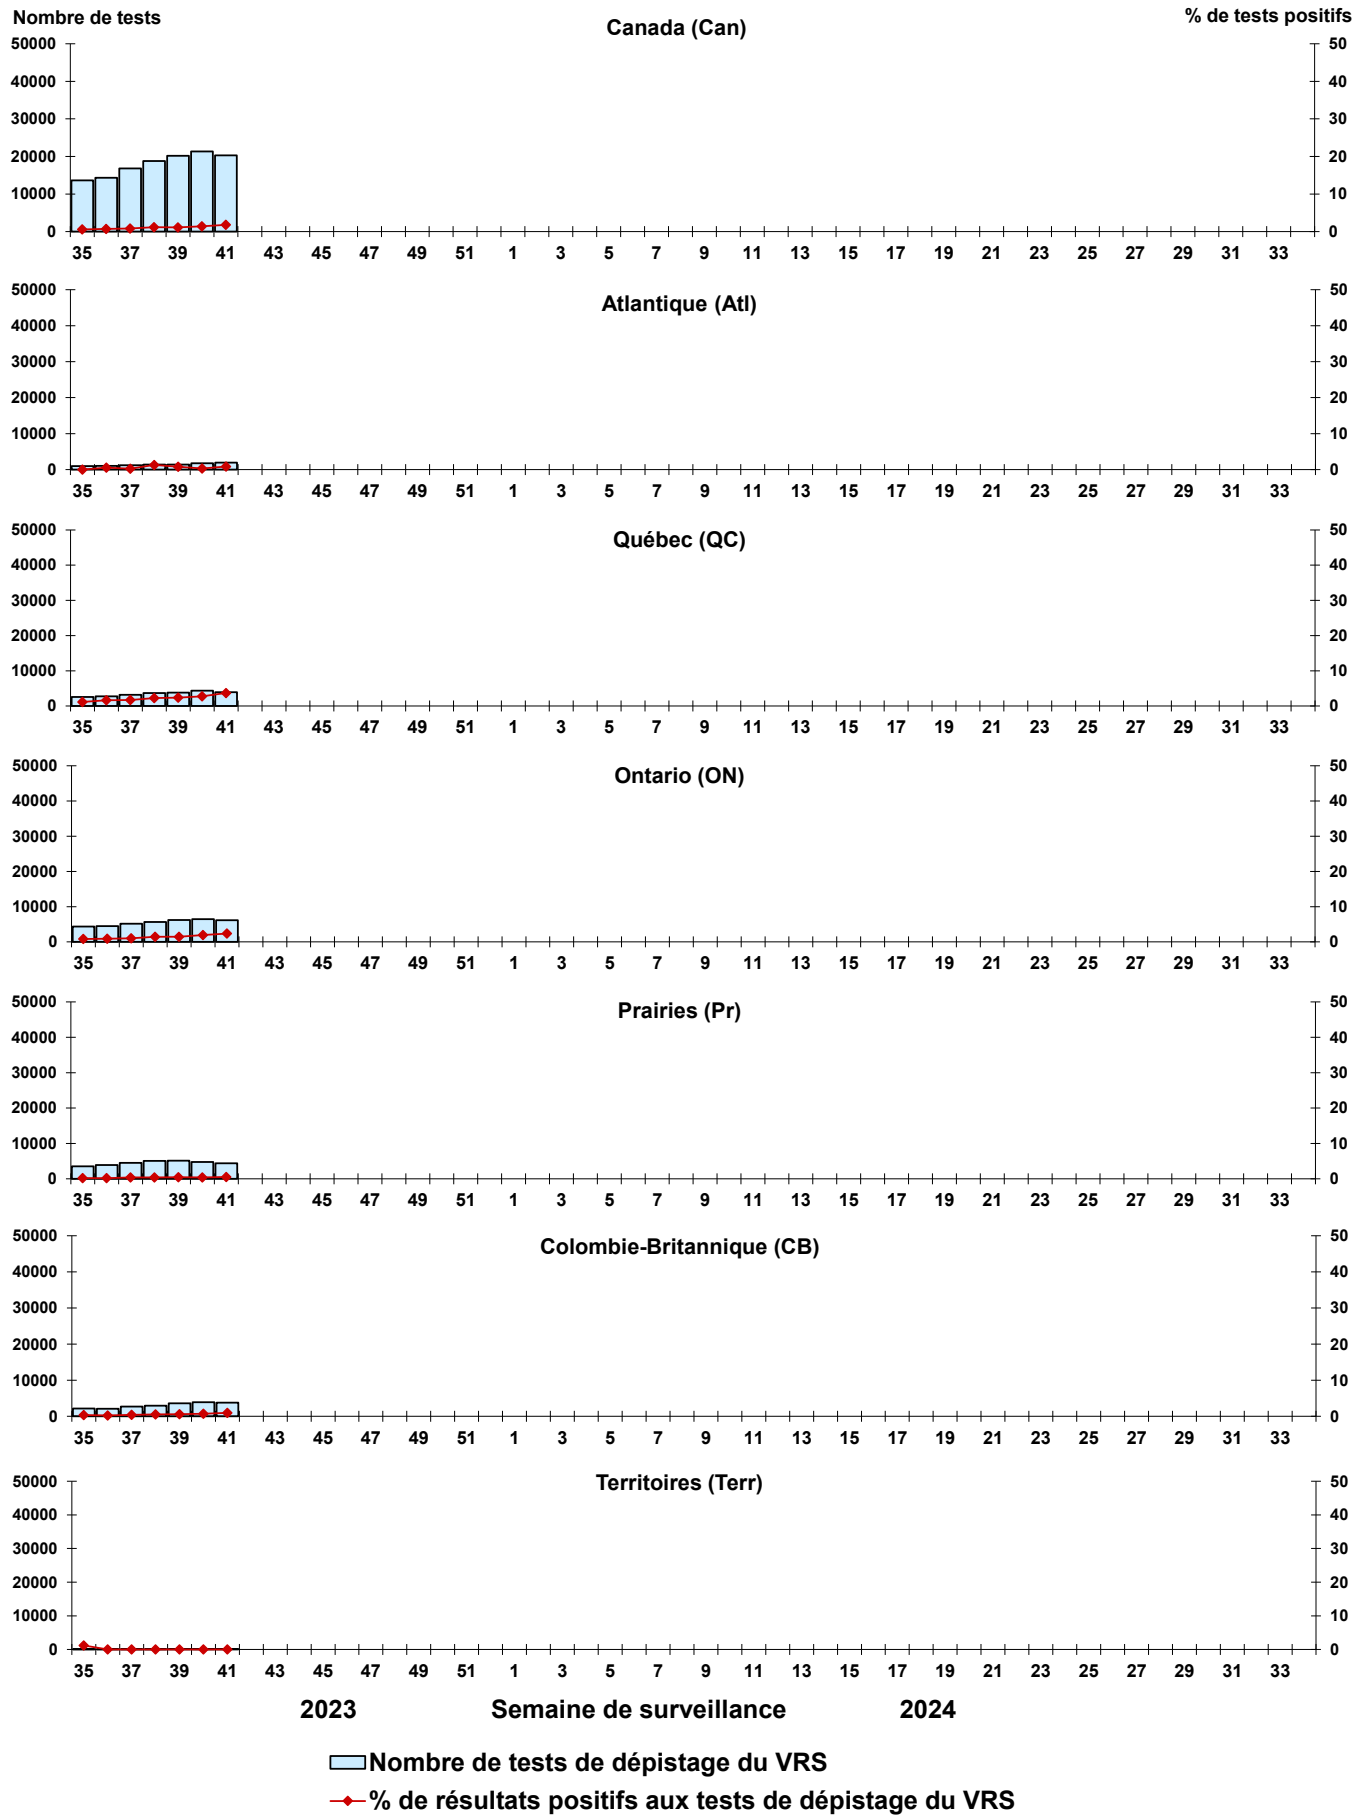 Nombre de tests
% de tests positifs
Canada (Can)
50000 50
40000 40
30000 30
20000 20
10000 10
0 0
35 37 39 41 43 45 47 49 51 1 3 5 7 9 11 13 15 17 19 21 23 25 27 29 31 33
Atlantique (Atl)
50000 50
40000 40
30000 30
20000 20
10000 10
0 0
35 37 39 41 43 45 47 49 51 1 3 5 7 9 11 13 15 17 19 21 23 25 27 29 31 33
Québec (QC)
50000 50
40000 40
30000 30
20000 20
10000 10
0 0
35 37 39 41 43 45 47 49 51 1 3 5 7 9 11 13 15 17 19 21 23 25 27 29 31 33
Ontario (ON)
50000 50
40000 40
30000 30
20000 20
10000 10
0 0
35 37 39 41 43 45 47 49 51 1 3 5 7 9 11 13 15 17 19 21 23 25 27 29 31 33
Prairies (Pr)
50000 50
40000 40
30000 30
20000 20
10000 10
0 0
35 37 39 41 43 45 47 49 51 1 3 5 7 9 11 13 15 17 19 21 23 25 27 29 31 33
Colombie-Britannique (CB)
50000 50
40000 40
30000 30
20000 20
10000 10
0 0
35 37 39 41 43 45 47 49 51 1 3 5 7 9 11 13 15 17 19 21 23 25 27 29 31 33
Territoires (Terr)
50000 50
40000 40
30000 30
20000 20
10000 10
0 0
35 37 39 41 43 45 47 49 51 1 3 5 7 9 11 13 15 17 19 21 23 25 27 29 31 33
2023 Semaine de surveillance 2024
Nombre de tests de dépistage du VRS
% de résultats positifs aux tests de dépistage du VRS